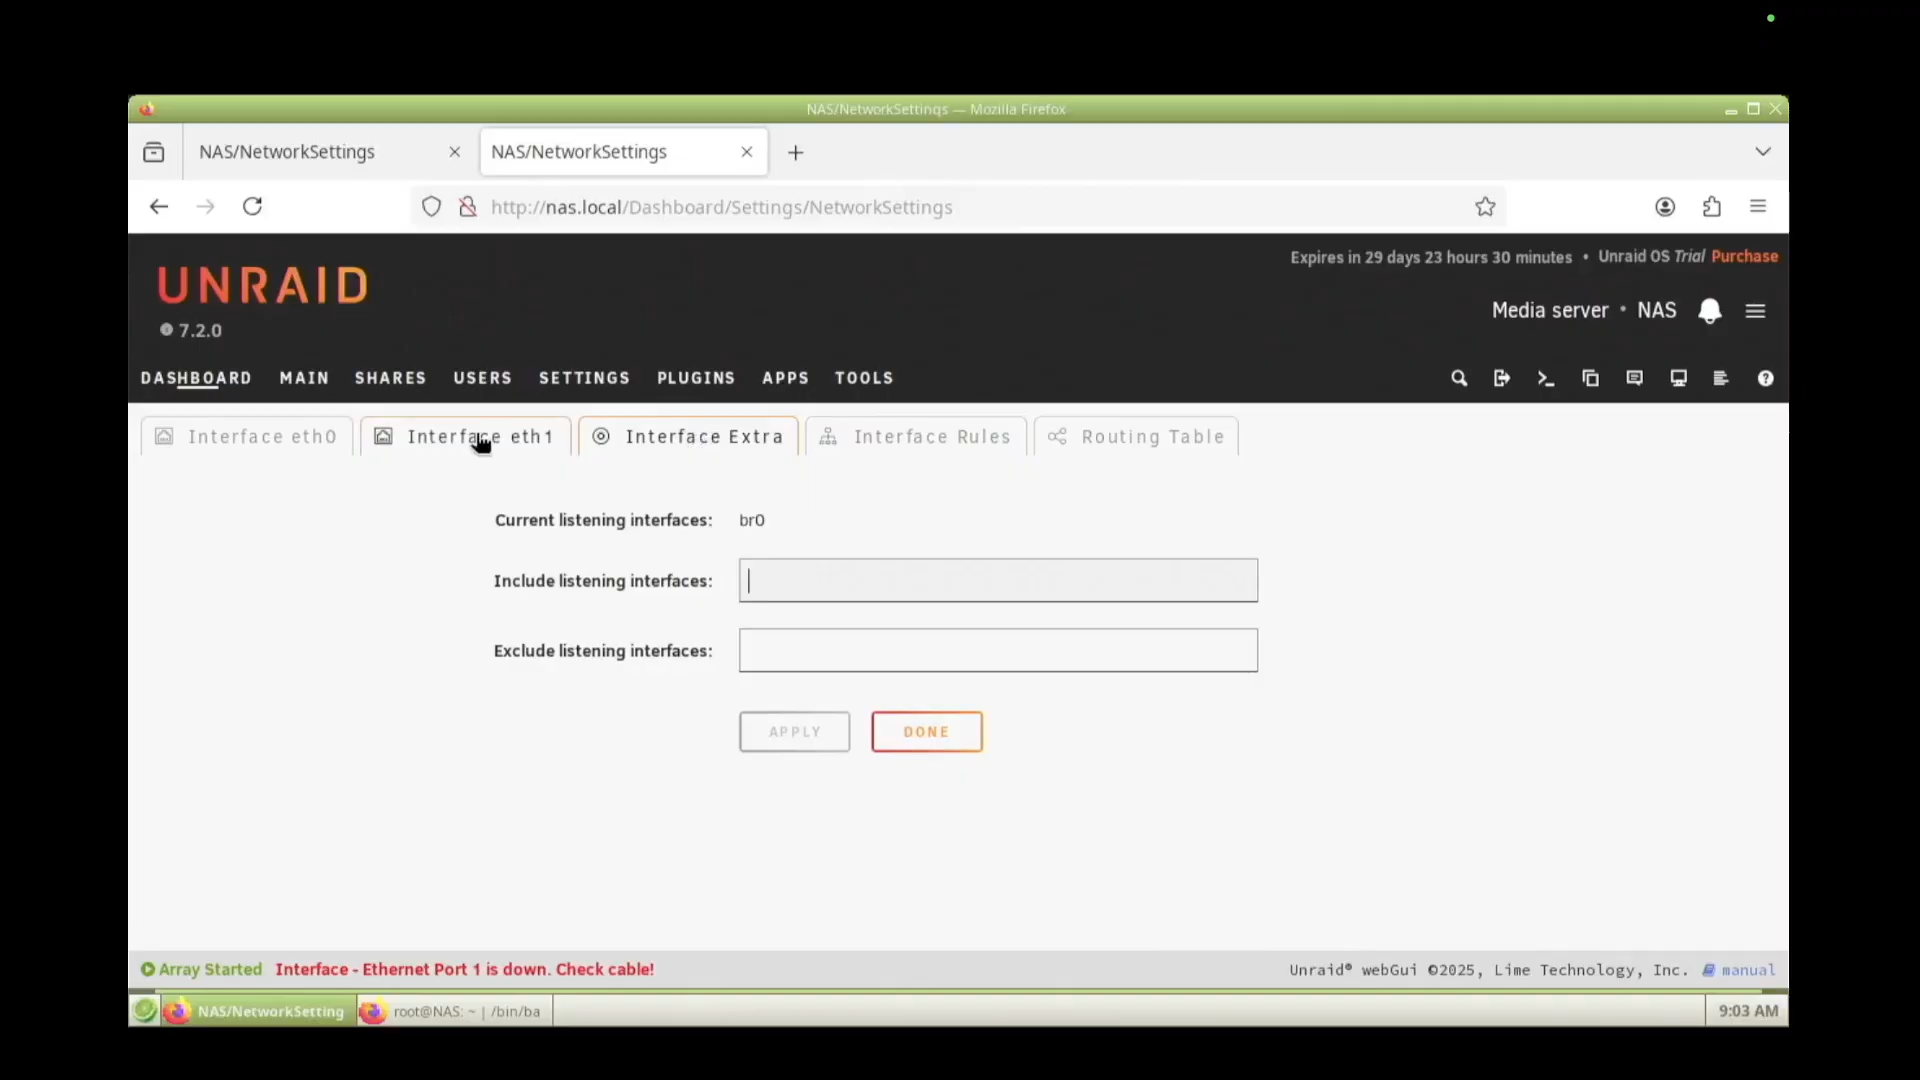 NAS/NetworkSettings — Mozilla Firefox
NAS/NetworkSettings
NAS/NetworkSettings
http://nas.local/Dashboard/Settings/NetworkSettings
UNRAID
7.2.0
Expires in 29 days 23 hours 30 minutes • Unraid OS Trial Purchase
Media server • NAS
DASHBOARD MAIN SHARES USERS SETTINGS PLUGINS APPS TOOLS
Interface eth0 Interface eth1 Interface Extra Interface Rules Routing Table
Current listening interfaces: br0
Include listening interfaces:
Exclude listening interfaces:
APPLY DONE
Array Started Interface - Ethernet Port 1 is down. Check cable!
Unraid® webGui ©2025, Lime Technology, Inc. manual
NAS/NetworkSetting root@NAS: ~ | /bin/ba 9:03 AM